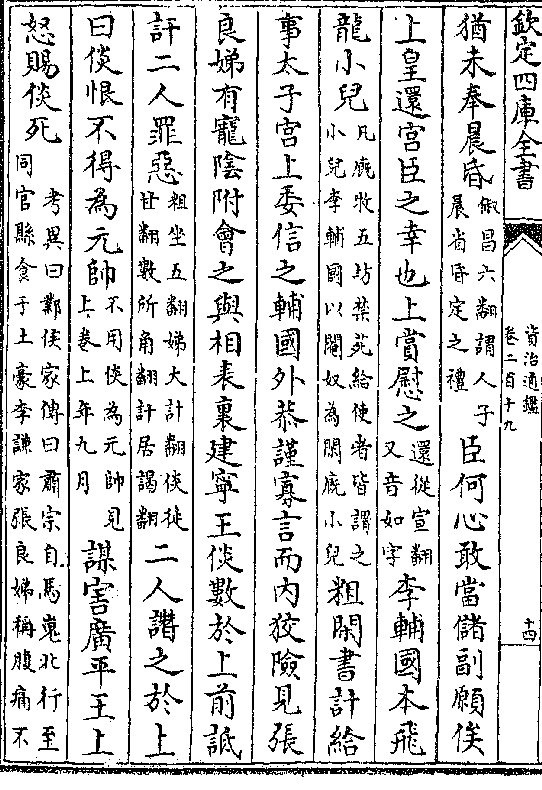 欽定四庫全書
資治通鑑
卷二百十九
十四
猶未奉晨昏俶昌六翻謂人子晨省昏定之禮臣何心敢當儲副願俟
上皇還宮臣之幸也上賞慰之還從宣翻又音如字李輔國本飛
龍小兒凡廐牧五坊禁苑給使者皆謂之小兒李輔國以閹奴為閑廐小兒粗閑書計給
事太子宮上委信之輔國外恭謹寡言而内狡險見張
良娣有寵陰附會之與相表裏建寧王倓數於上前詆
訐二人罪惡粗坐五翻娣大計翻倓徒甘翻數所角翻訐居謁翻二人譖之於上
曰倓恨不得為元帥不用倓為元帥見上卷上年九月謀害廣平王上
怒賜倓死考異曰鄴侯家傳曰肅宗自馬嵬北行至同官縣食于土豪李謙家張良娣稱腹痛不